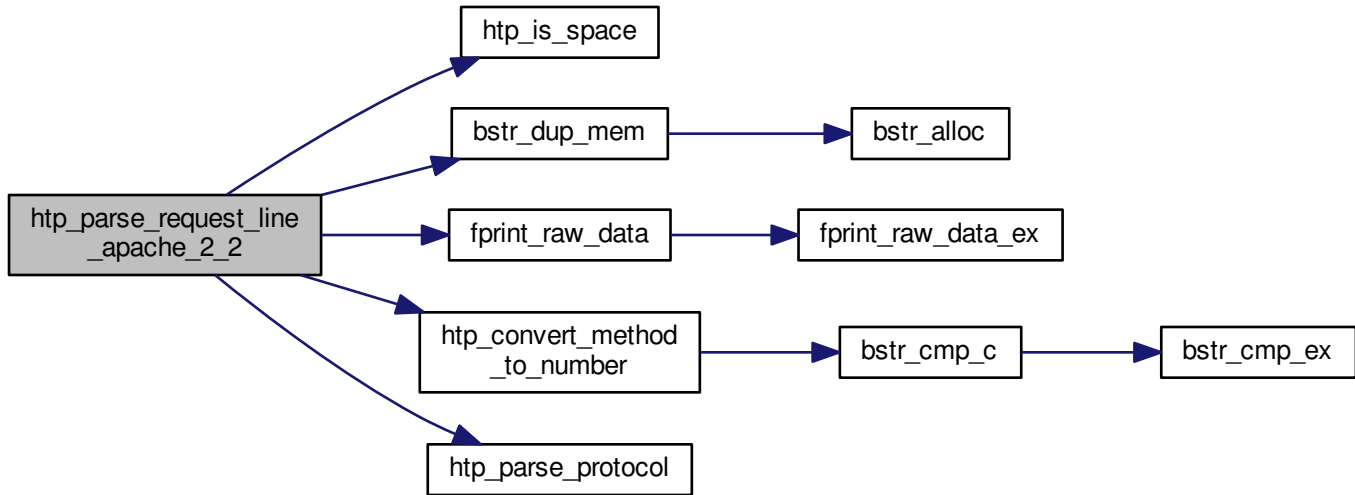 htp_is_space
bstr_dup_mem
bstr_alloc
htp_parse_request_line
_apache_2_2
fprint_raw_data
fprint_raw_data_ex
htp_convert_method
_to_number
bstr_cmp_c
bstr_cmp_ex
htp_parse_protocol